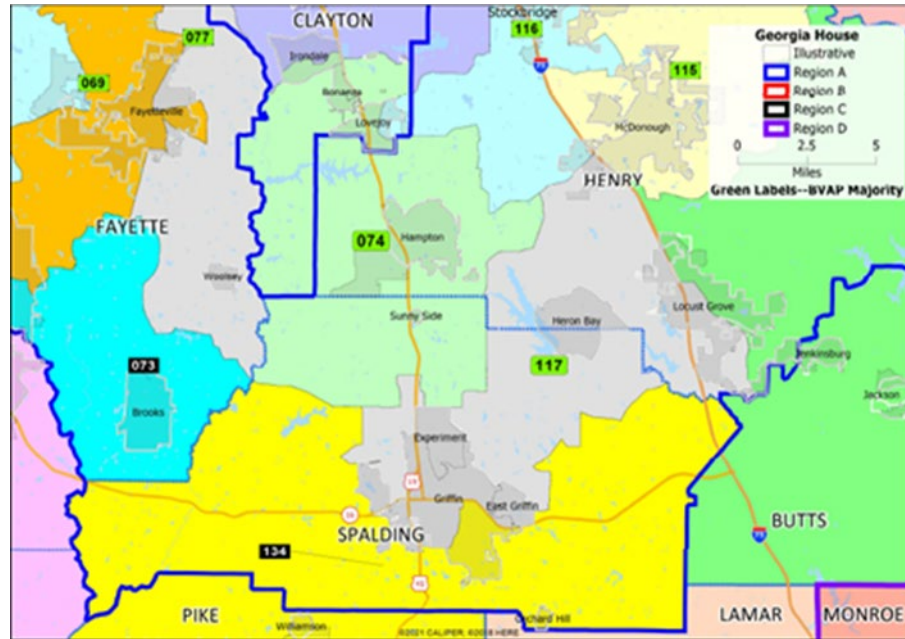 CLAYTON
Stockbridge
077
116
Irondale
069
115
Bonanza
Fayetteville
Lovejoy
McDonough
Georgia House
Illustrative
Region A
Region B
Region C
Region D
0 2.5 5
Miles
Green Labels--BVAP Majority
HENRY
FAYETTE
074
Hampton
Woolsey
Locust Grove
Sunny Side
Heron Bay
Jenkinsburg
073
117
Brooks
Jackson
Experiment
19
Griffin
East Griffin
16
SPALDING
BUTTS
75
134
PIKE
Williamson
Orchard Hill
LAMAR
MONROE
©2021 CALIPER; ©2018 HERE